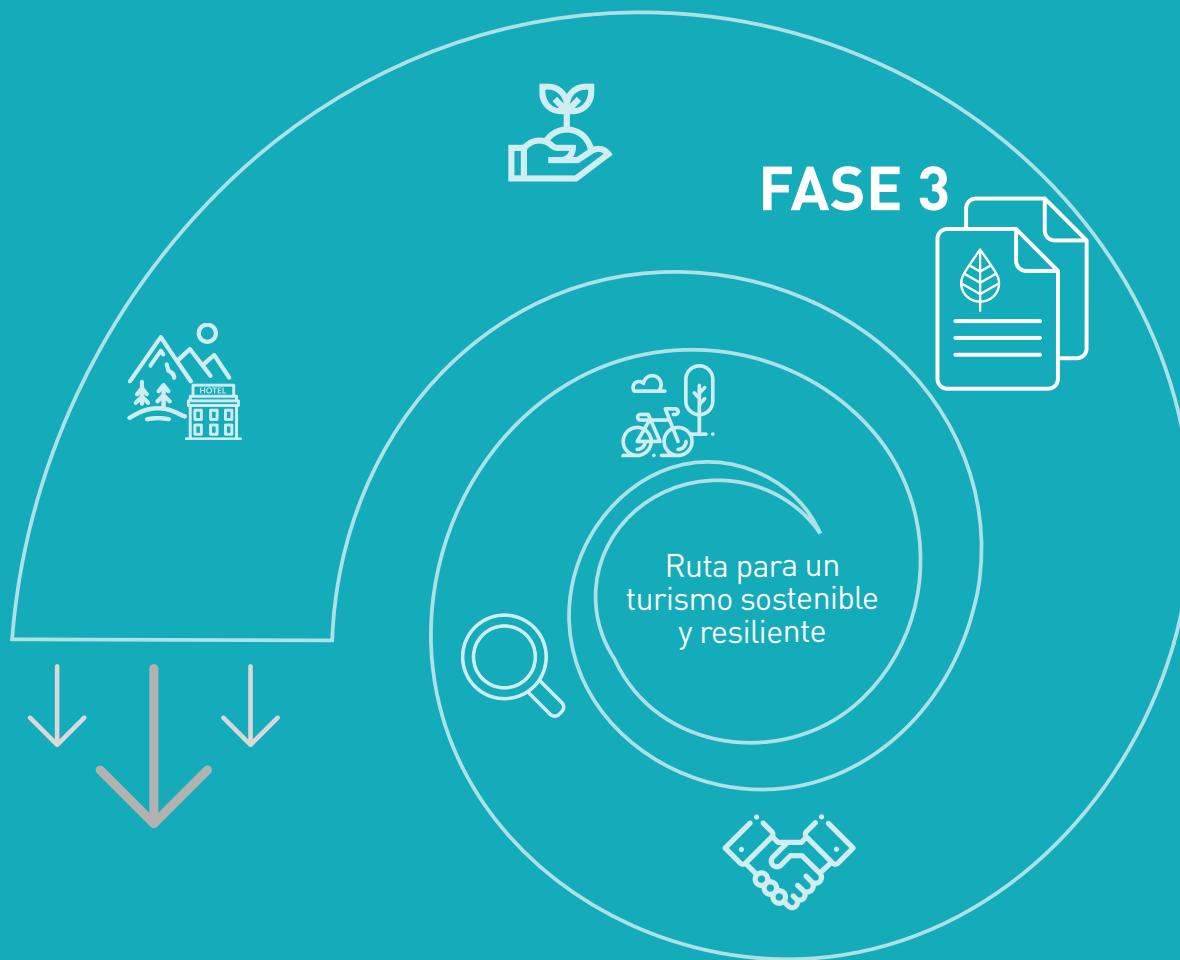 FASE 3
HOTEL
Ruta para un
turismo sostenible
y resiliente